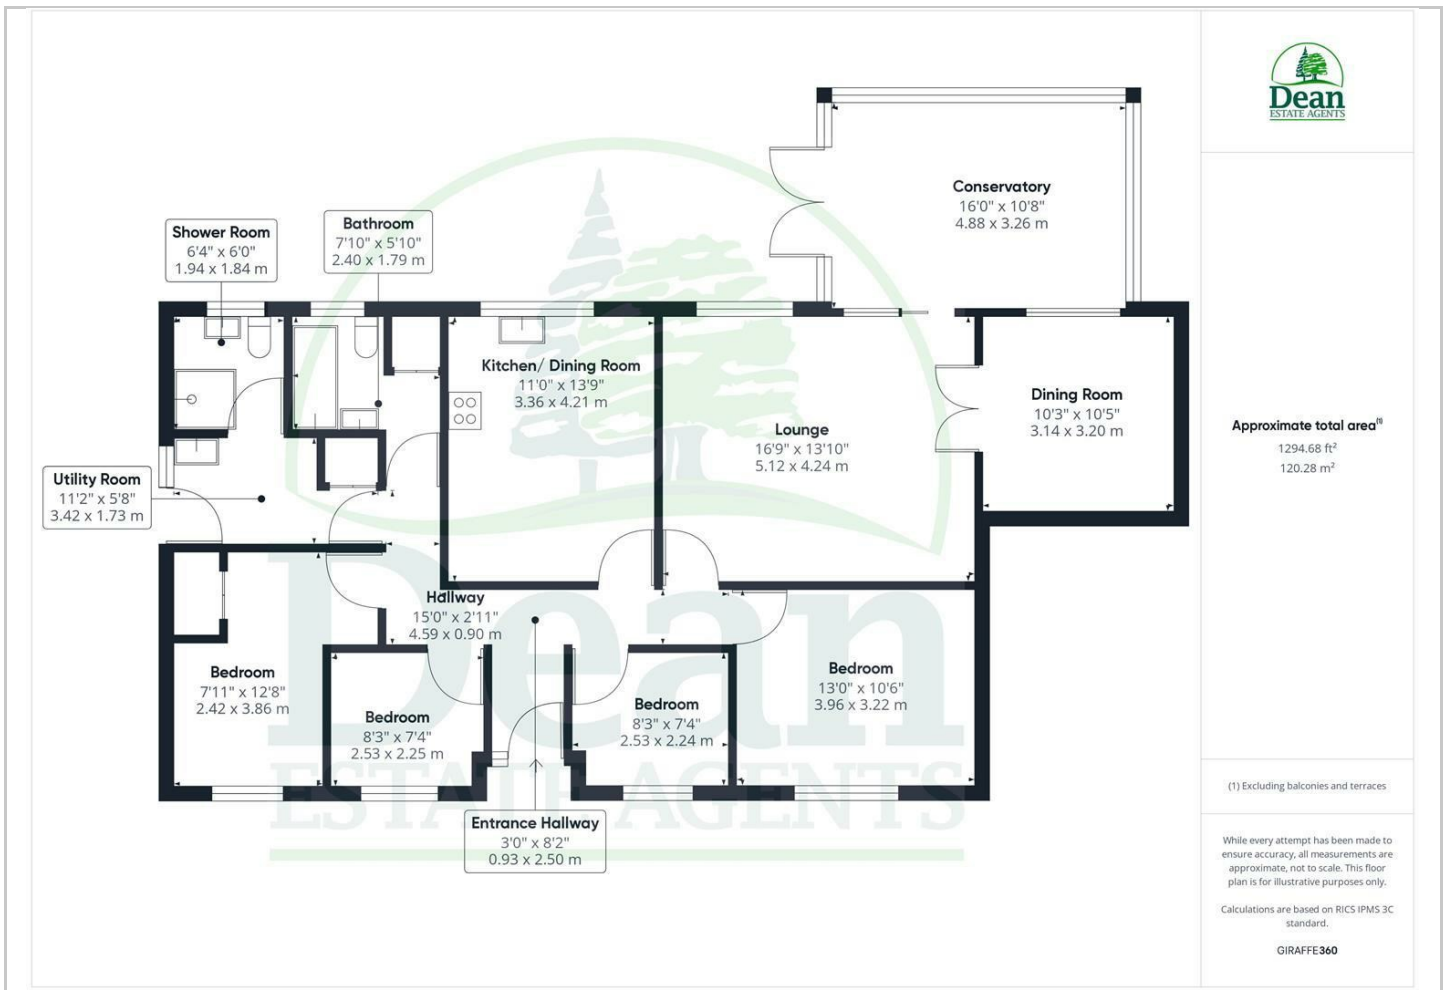 Dean
ESTATE AGENTS
Conservatory
16'0" x 10'8"
4.88 x 3.26 m
Shower Room
6'4" x 6'0"
1.94 x 1.84 m
Bathroom
7'10" x 5'10"
2.40 x 1.79 m
Kitchen/ Dining Room
11'0" x 13'9"
3.36 x 4.21 m
Lounge
16'9" x 13'10"
5.12 x 4.24 m
Dining Room
10'3" x 10'5"
3.14 x 3.20 m
Utility Room
11'2" x 5'8"
3.42 x 1.73 m
Hallway
15'0" x 2'11"
4.59 x 0.90 m
Bedroom
7'11" x 12'8"
2.42 x 3.86 m
Bedroom
8'3" x 7'4"
2.53 x 2.25 m
Bedroom
8'3" x 7'4"
2.53 x 2.24 m
Bedroom
13'0" x 10'6"
3.96 x 3.22 m
Entrance Hallway
3'0" x 8'2"
0.93 x 2.50 m
Dean
ESTATE AGENTS
Approximate total area⁽¹⁾
1294.68 ft²
120.28 m²
(1) Excluding balconies and terraces
While every attempt has been made to
ensure accuracy, all measurements are
approximate, not to scale. This floor
plan is for illustrative purposes only.
Calculations are based on RICS IPMS 3C
standard.
GIRAFFE360